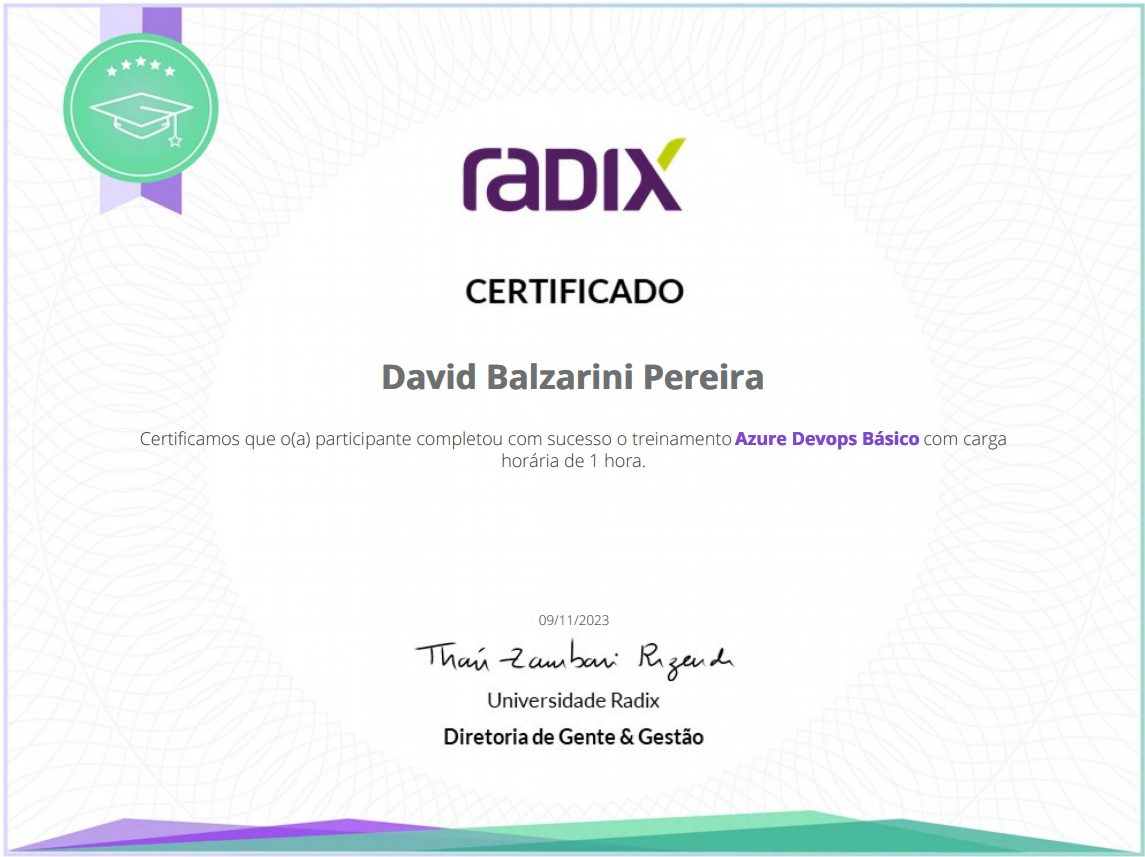 radix
CERTIFICADO
David Balzarini Pereira
Certificamos que o(a) participante completou com sucesso o treinamento Azure Devops Básico com carga
horária de 1 hora.
09/11/2023
Thaís Zambari Rezende
Universidade Radix
Diretoria de Gente & Gestão